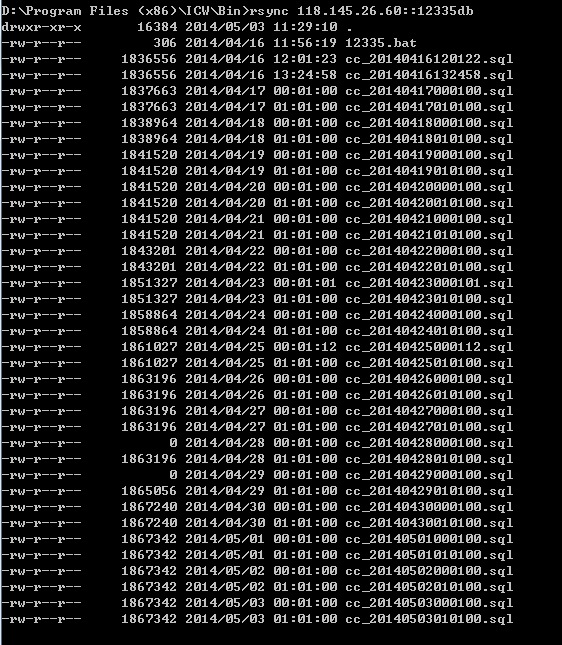 D:\Program Files (x86)\ICW\Bin>rsync 118.145.26.60::12335db
drwxr-xr-x 16384 2014/05/03 11:29:10 .
-rw-r--r-- 306 2014/04/16 11:56:19 12335.bat
-rw-r--r-- 1836556 2014/04/16 12:01:23 cc_20140416120122.sql
-rw-r--r-- 1836556 2014/04/16 13:24:58 cc_20140416132458.sql
-rw-r--r-- 1837663 2014/04/17 00:01:00 cc_20140417000100.sql
-rw-r--r-- 1837663 2014/04/17 01:01:00 cc_20140417010100.sql
-rw-r--r-- 1838964 2014/04/18 00:01:00 cc_20140418000100.sql
-rw-r--r-- 1838964 2014/04/18 01:01:00 cc_20140418010100.sql
-rw-r--r-- 1841520 2014/04/19 00:01:00 cc_20140419000100.sql
-rw-r--r-- 1841520 2014/04/19 01:01:00 cc_20140419010100.sql
-rw-r--r-- 1841520 2014/04/20 00:01:00 cc_20140420000100.sql
-rw-r--r-- 1841520 2014/04/20 01:01:00 cc_20140420010100.sql
-rw-r--r-- 1841520 2014/04/21 00:01:00 cc_20140421000100.sql
-rw-r--r-- 1841520 2014/04/21 01:01:00 cc_20140421010100.sql
-rw-r--r-- 1843201 2014/04/22 00:01:00 cc_20140422000100.sql
-rw-r--r-- 1843201 2014/04/22 01:01:00 cc_20140422010100.sql
-rw-r--r-- 1851327 2014/04/23 00:01:01 cc_20140423000101.sql
-rw-r--r-- 1851327 2014/04/23 01:01:00 cc_20140423010100.sql
-rw-r--r-- 1858864 2014/04/24 00:01:00 cc_20140424000100.sql
-rw-r--r-- 1858864 2014/04/24 01:01:00 cc_20140424010100.sql
-rw-r--r-- 1861027 2014/04/25 00:01:12 cc_20140425000112.sql
-rw-r--r-- 1861027 2014/04/25 01:01:00 cc_20140425010100.sql
-rw-r--r-- 1863196 2014/04/26 00:01:00 cc_20140426000100.sql
-rw-r--r-- 1863196 2014/04/26 01:01:00 cc_20140426010100.sql
-rw-r--r-- 1863196 2014/04/27 00:01:00 cc_20140427000100.sql
-rw-r--r-- 1863196 2014/04/27 01:01:00 cc_20140427010100.sql
-rw-r--r-- 0 2014/04/28 00:01:00 cc_20140428000100.sql
-rw-r--r-- 1863196 2014/04/28 01:01:00 cc_20140428010100.sql
-rw-r--r-- 0 2014/04/29 00:01:00 cc_20140429000100.sql
-rw-r--r-- 1865056 2014/04/29 01:01:00 cc_20140429010100.sql
-rw-r--r-- 1867240 2014/04/30 00:01:00 cc_20140430000100.sql
-rw-r--r-- 1867240 2014/04/30 01:01:00 cc_20140430010100.sql
-rw-r--r-- 1867342 2014/05/01 00:01:00 cc_20140501000100.sql
-rw-r--r-- 1867342 2014/05/01 01:01:00 cc_20140501010100.sql
-rw-r--r-- 1867342 2014/05/02 00:01:00 cc_20140502000100.sql
-rw-r--r-- 1867342 2014/05/02 01:01:00 cc_20140502010100.sql
-rw-r--r-- 1867342 2014/05/03 00:01:00 cc_20140503000100.sql
-rw-r--r-- 1867342 2014/05/03 01:01:00 cc_20140503010100.sql